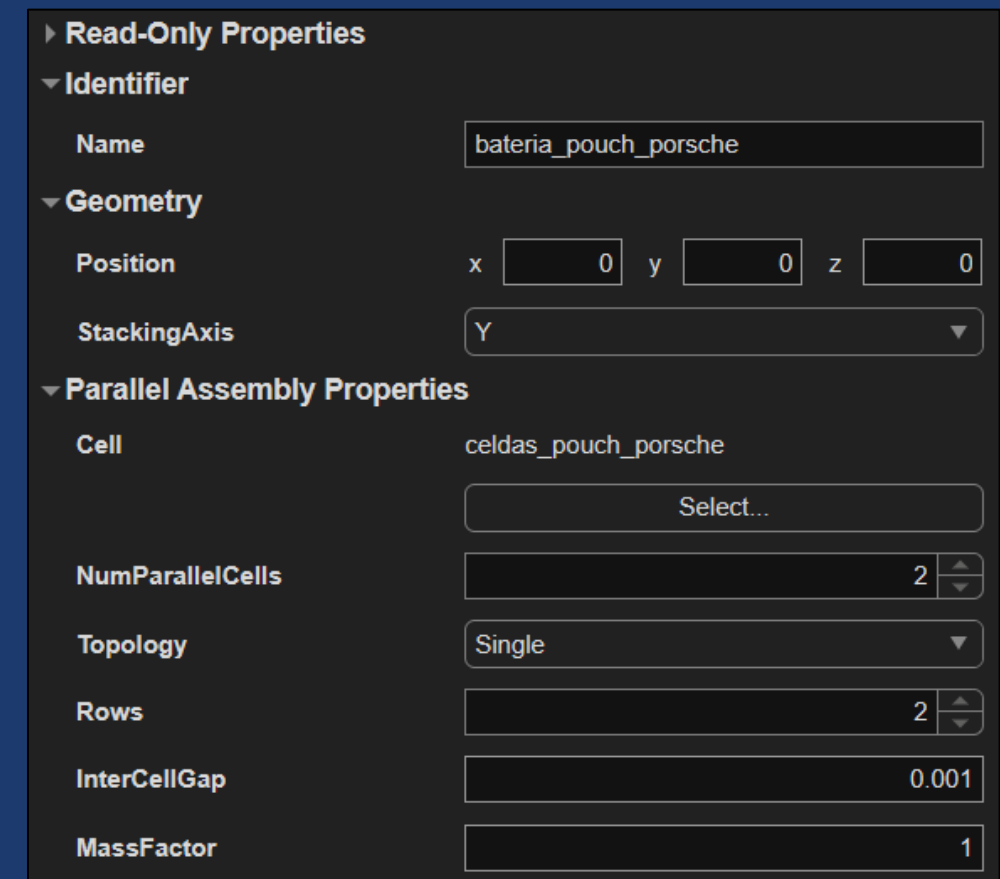 Read-Only Properties
Identifier
Name bateria_pouch_porsche
Geometry
Position x 0 y 0 z 0
StackingAxis Y
Parallel Assembly Properties
Cell celdas_pouch_porsche
Select...
NumParallelCells 2
Topology Single
Rows 2
InterCellGap 0.001
MassFactor 1